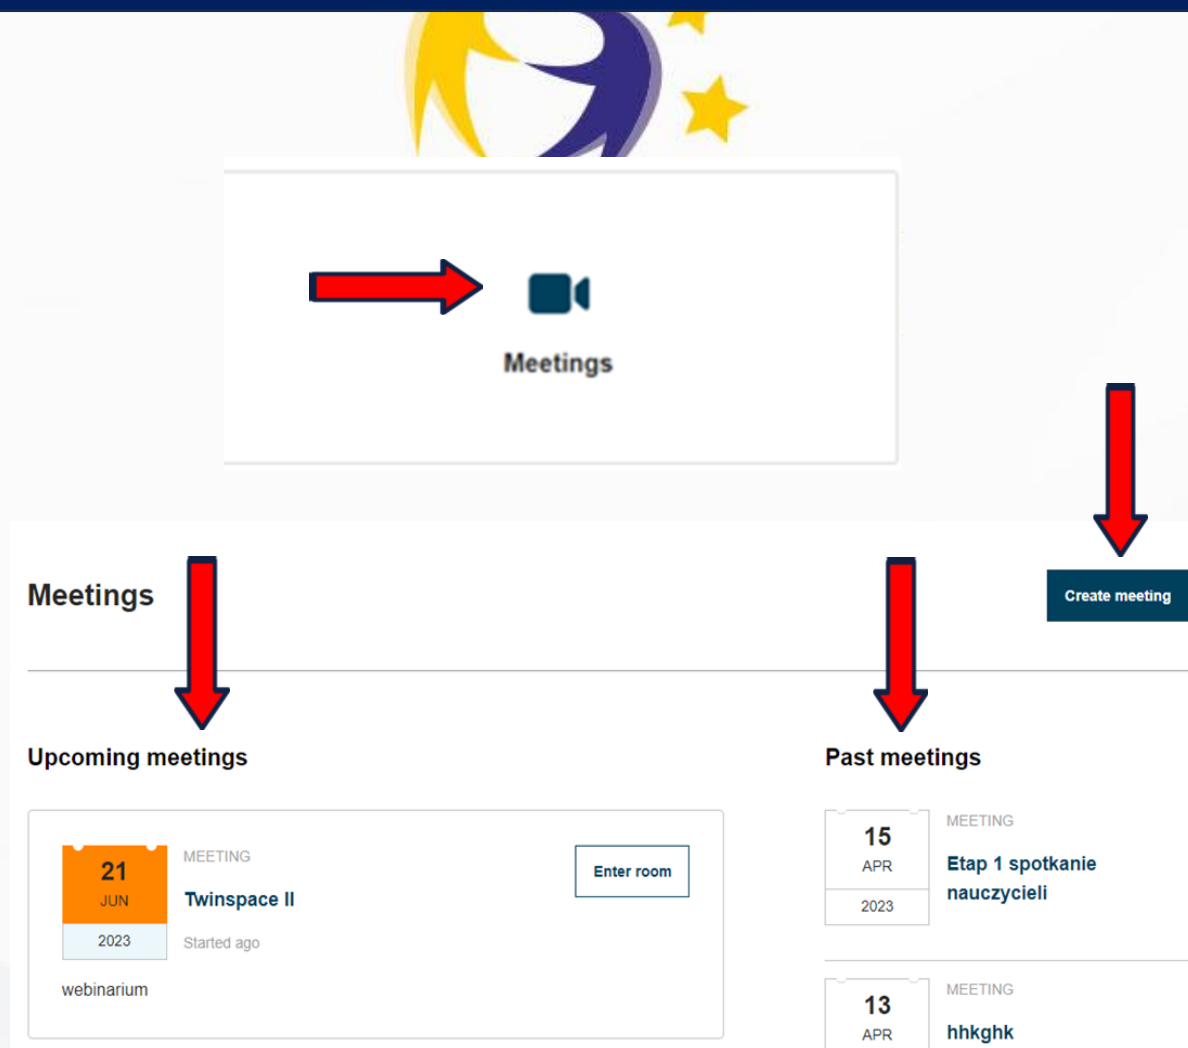 Meetings
Meetings
Create meeting
Upcoming meetings
21
JUN
2023
MEETING
Twinspace II
Started ago
Enter room
webinarium
Past meetings
15
APR
2023
MEETING
Etap 1 spotkanie
nauczycieli
13
APR
MEETING
hhkghk